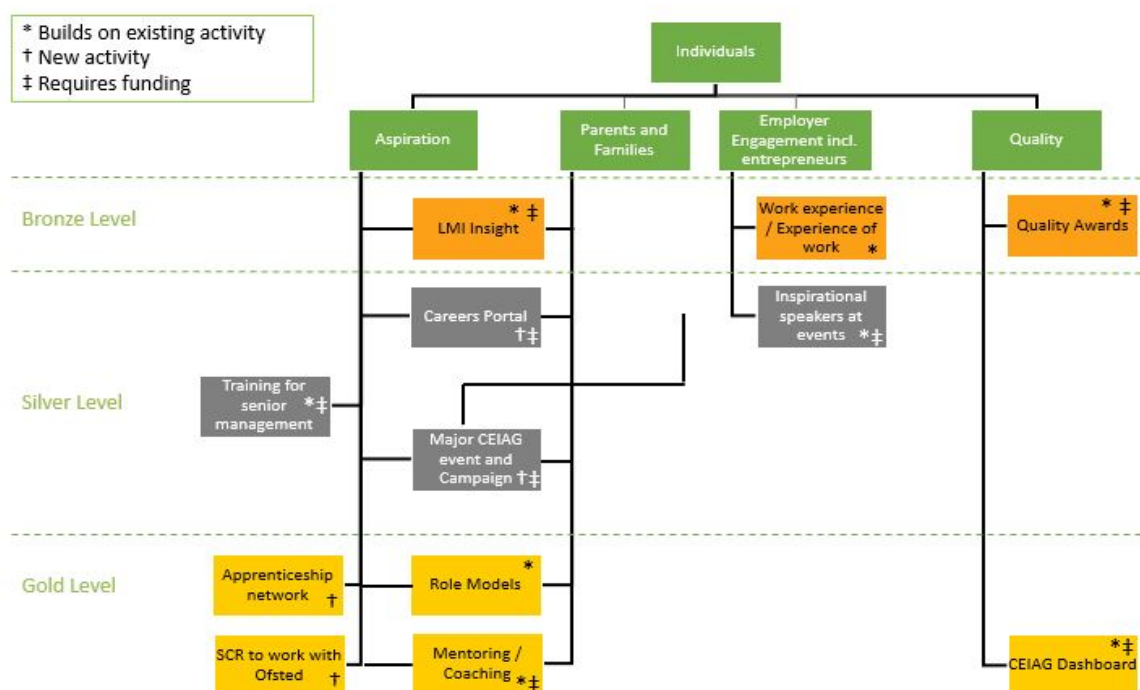 * Builds on existing activity
† New activity
‡ Requires funding
Individuals
Aspiration
Parents and
Families
Employer
Engagement incl.
entrepreneurs
Quality
Bronze Level
* ‡
LMI Insight
Work experience
/ Experience of
work *
* ‡
Quality Awards
Silver Level
Careers Portal
†‡
Inspirational
speakers at
events *‡
Training for
senior *‡
management
Major CEIAG
event and
Campaign †‡
Gold Level
Apprenticeship
network †
*
Role Models
SCR to work with
Ofsted †
Mentoring /
Coaching *‡
*‡
CEIAG Dashboard